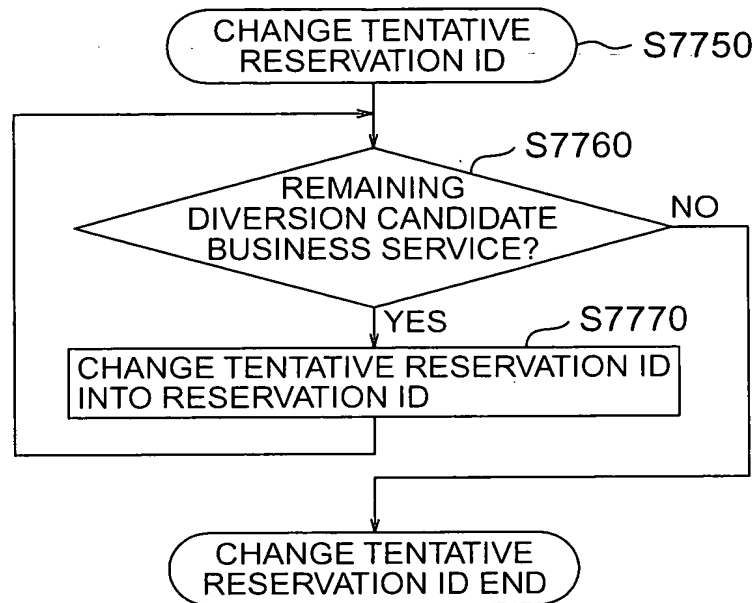 CHANGE TENTATIVE
RESERVATION ID
S7750
S7760
REMAINING
DIVERSION CANDIDATE
BUSINESS SERVICE?
NO
YES
S7770
CHANGE TENTATIVE RESERVATION ID
INTO RESERVATION ID
CHANGE TENTATIVE
RESERVATION ID END